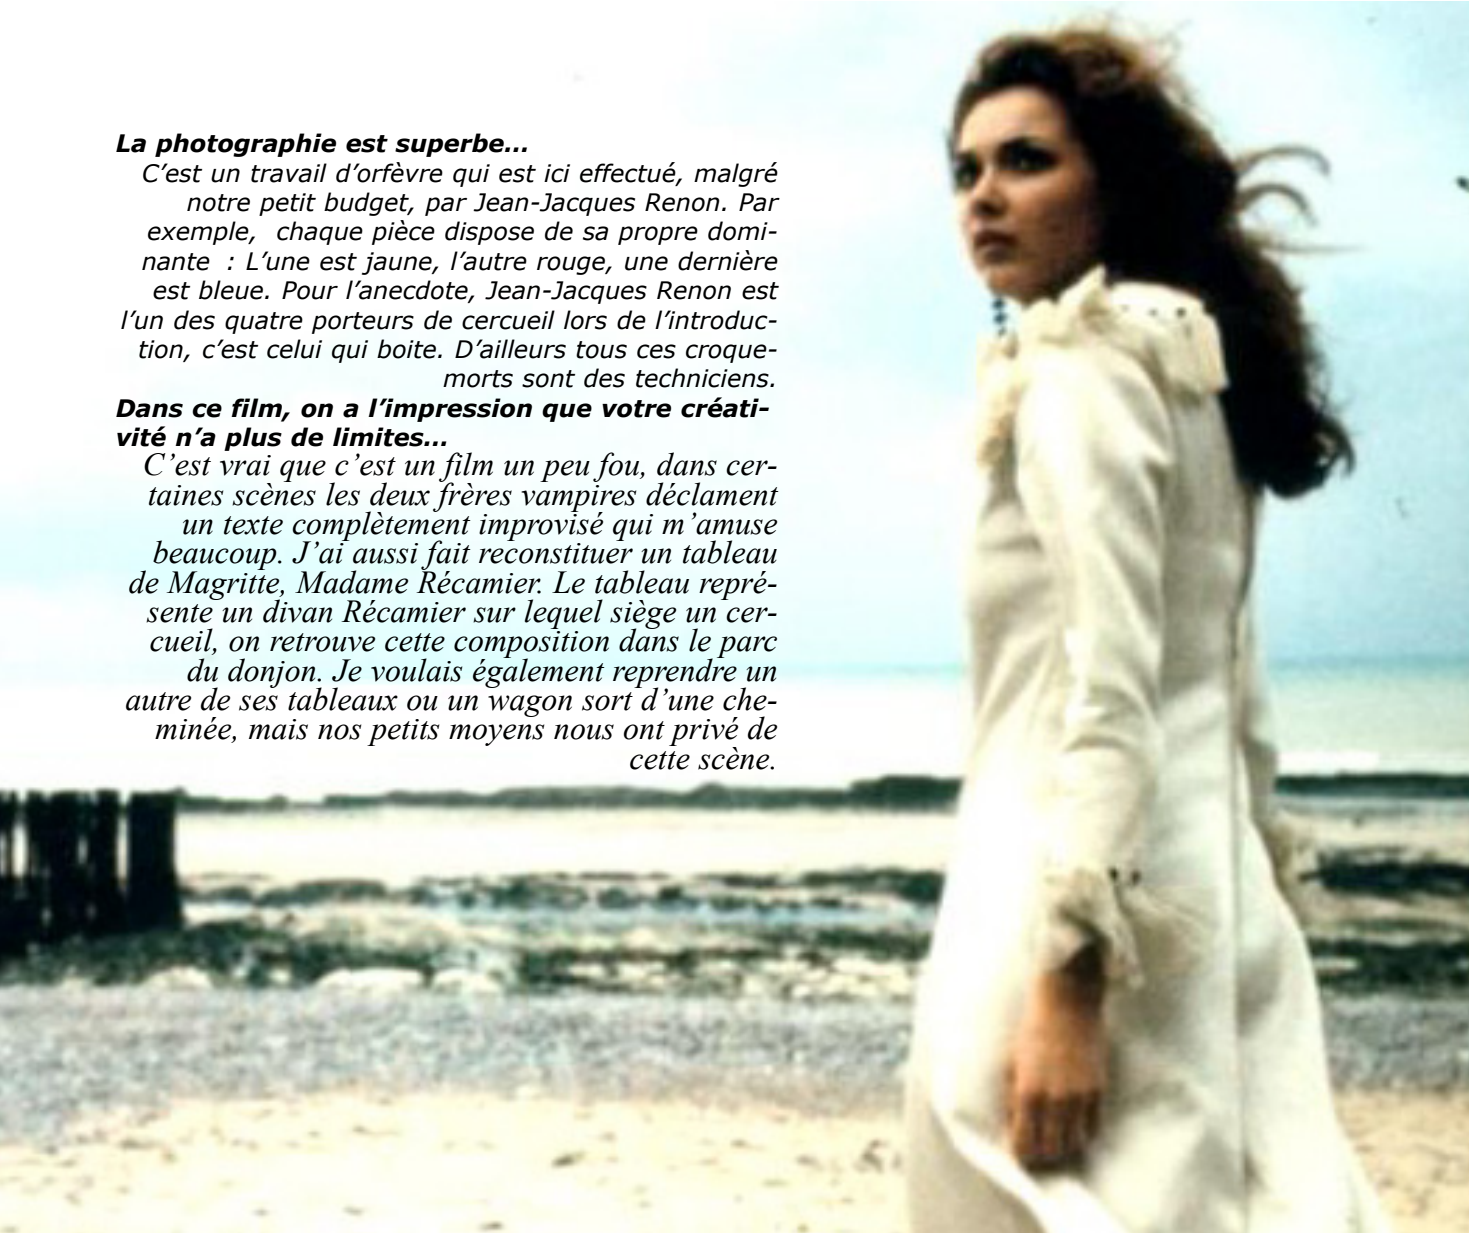 La photographie est superbe…
C’est un travail d’orfèvre qui est ici effectué, malgré
notre petit budget, par Jean-Jacques Renon. Par
exemple,  chaque pièce dispose de sa propre domi-
nante  : L’une est jaune, l’autre rouge, une dernière
est bleue. Pour l’anecdote, Jean-Jacques Renon est
l’un des quatre porteurs de cercueil lors de l’introduc-
tion, c’est celui qui boite. D’ailleurs tous ces croque-
morts sont des techniciens.
Dans ce film, on a l’impression que votre créati-
vité n’a plus de limites…
C’est vrai que c’est un film un peu fou, dans cer-
taines scènes les deux frères vampires déclament
un texte complètement improvisé qui m’amuse
beaucoup. J’ai aussi fait reconstituer un tableau
de Magritte, Madame Récamier. Le tableau repré-
sente un divan Récamier sur lequel siège un cer-
cueil, on retrouve cette composition dans le parc
du donjon. Je voulais également reprendre un
autre de ses tableaux ou un wagon sort d’une che-
minée, mais nos petits moyens nous ont privé de
cette scène.